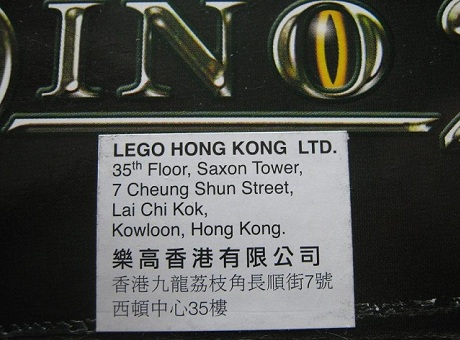 DINO 2
LEGO HONG KONG LTD.
35th Floor, Saxon Tower,
7 Cheung Shun Street,
Lai Chi Kok,
Kowloon, Hong Kong.
樂高香港有限公司
香港九龍荔枝角長順街7號
西頓中心35樓